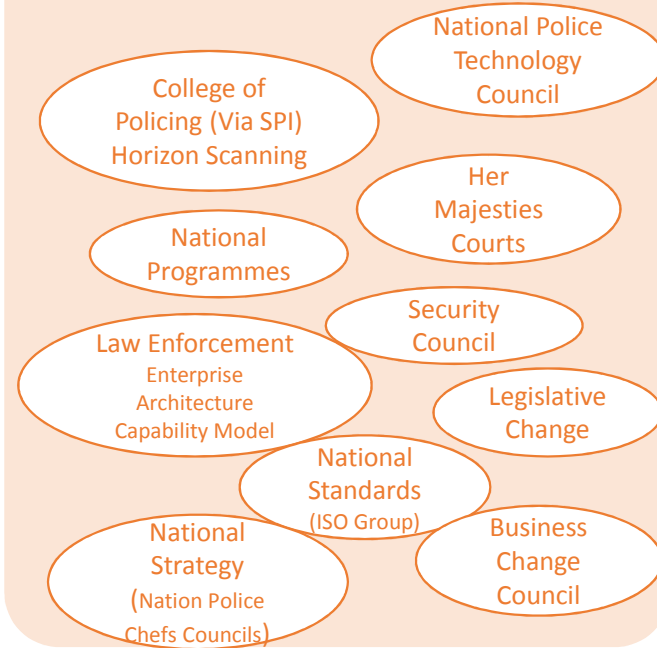 National Police
Technology
Council
College of
Policing (Via SPI)
Horizon Scanning
Her
Majesties
Courts
National
Programmes
Security
Council
Law Enforcement
Enterprise
Architecture
Capability Model
Legislative
Change
National
Standards
(ISO Group)
National
Strategy
(Nation Police
Chefs Councils)
Business
Change
Council